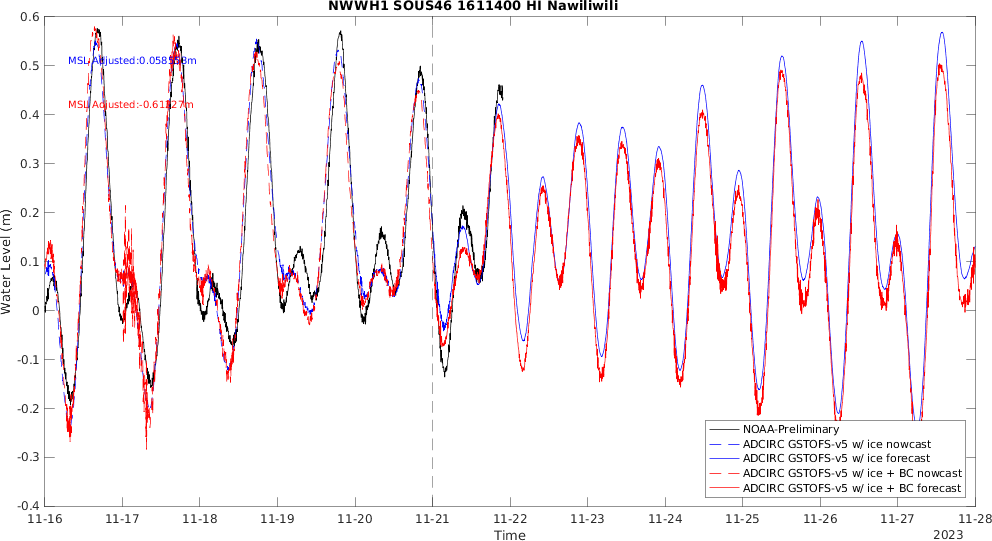 NWWH1 SOUS46 1611400 HI Nawiliwili
0.6
0.5
0.4
0.3
0.2
0.1
0
-0.1
-0.2
-0.3
-0.4
Water Level (m)
MSL Adjusted:
MSL Adjusted:
NOAA-Preliminary
ADCIRC GSTOFS-v5 w/ ice nowcast
ADCIRC GSTOFS-v5 w/ ice forecast
ADCIRC GSTOFS-v5 w/ ice + BC nowcast
ADCIRC GSTOFS-v5 w/ ice + BC forecast
11-16 11-17 11-18 11-19 11-20 11-21 11-22 11-23 11-24 11-25 11-26 11-27 11-28
Time
2023